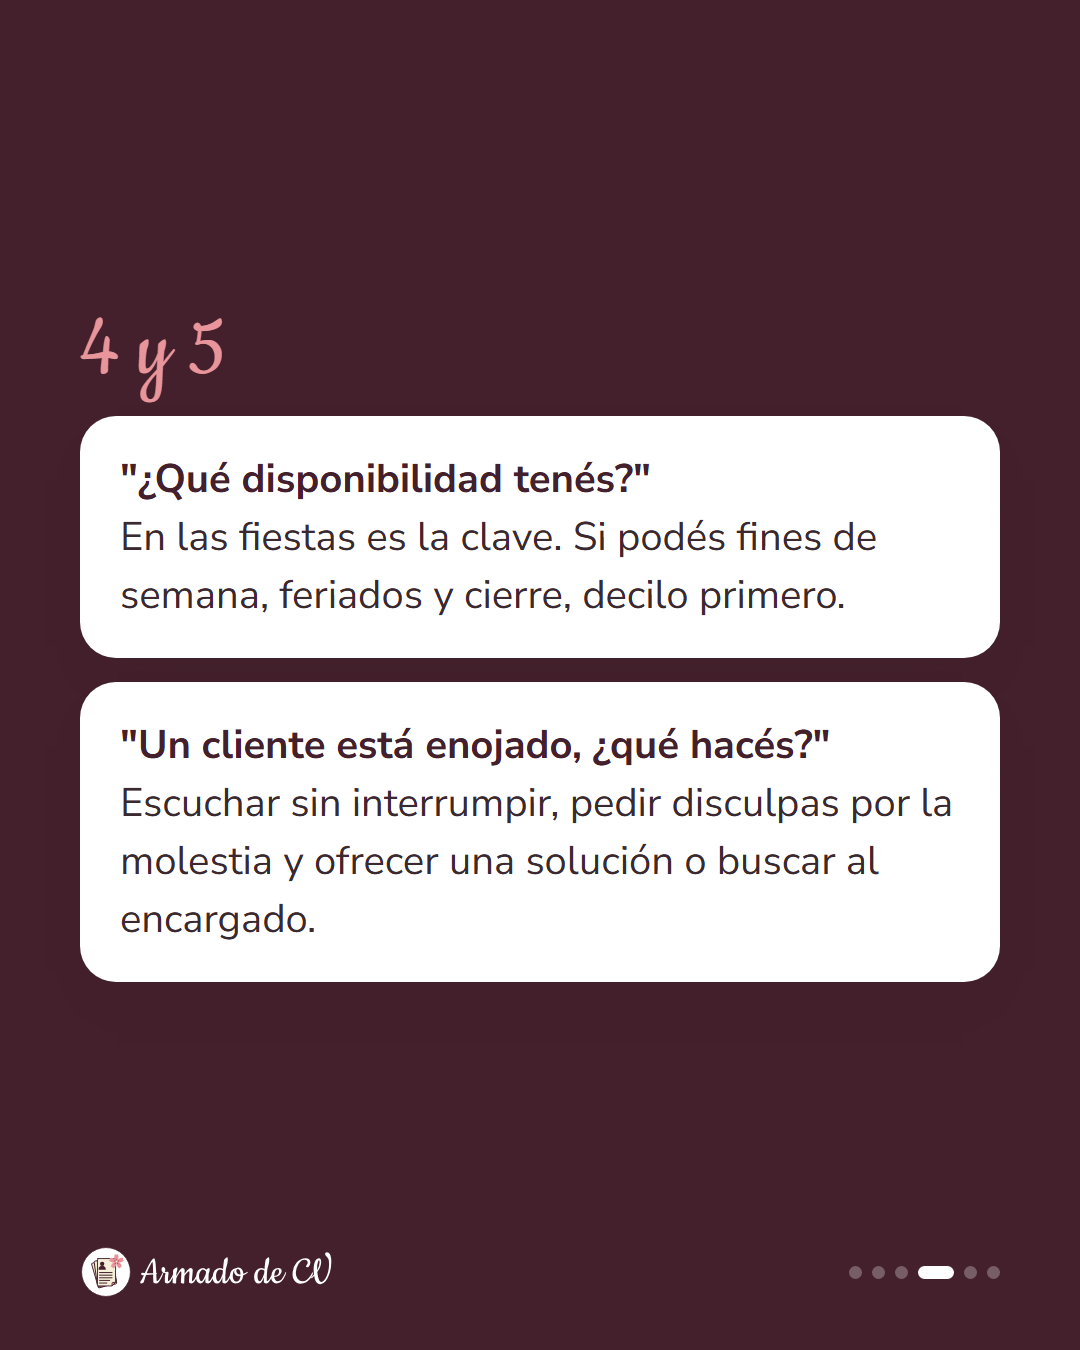 4 y 5
"¿Qué disponibilidad tenés?"
En las fiestas es la clave. Si podés fines de
semana, feriados y cierre, decilo primero.
"Un cliente está enojado, ¿qué hacés?"
Escuchar sin interrumpir, pedir disculpas por la
molestia y ofrecer una solución o buscar al
encargado.
Armado de CV